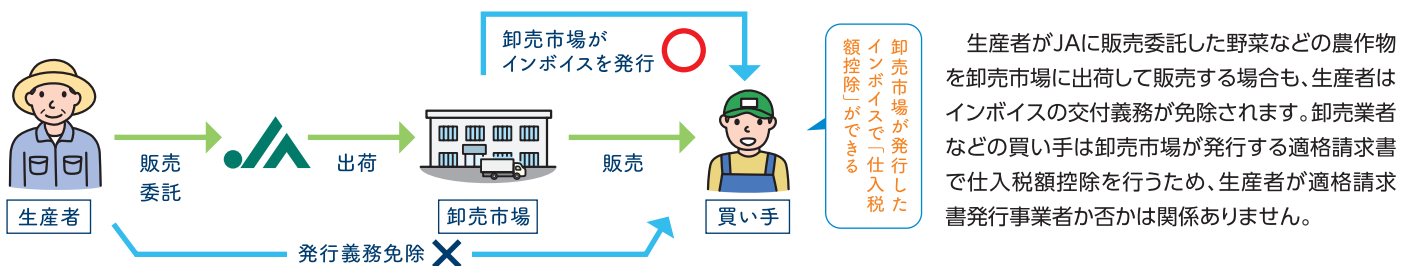 卸売市場が
インボイスを発行
販売
委託
出荷
販売
生産者
卸売市場
買い手
発行義務免除
卸売市場が発行した
インボイスで「仕入税
額控除」ができる
生産者がJAに販売委託した野菜などの農作物
を卸売市場に出荷して販売する場合も、生産者は
インボイスの交付義務が免除されます。卸売業者
などの買い手は卸売市場が発行する適格請求書
で仕入税額控除を行うため、生産者が適格請求
書発行事業者か否かは関係ありません。